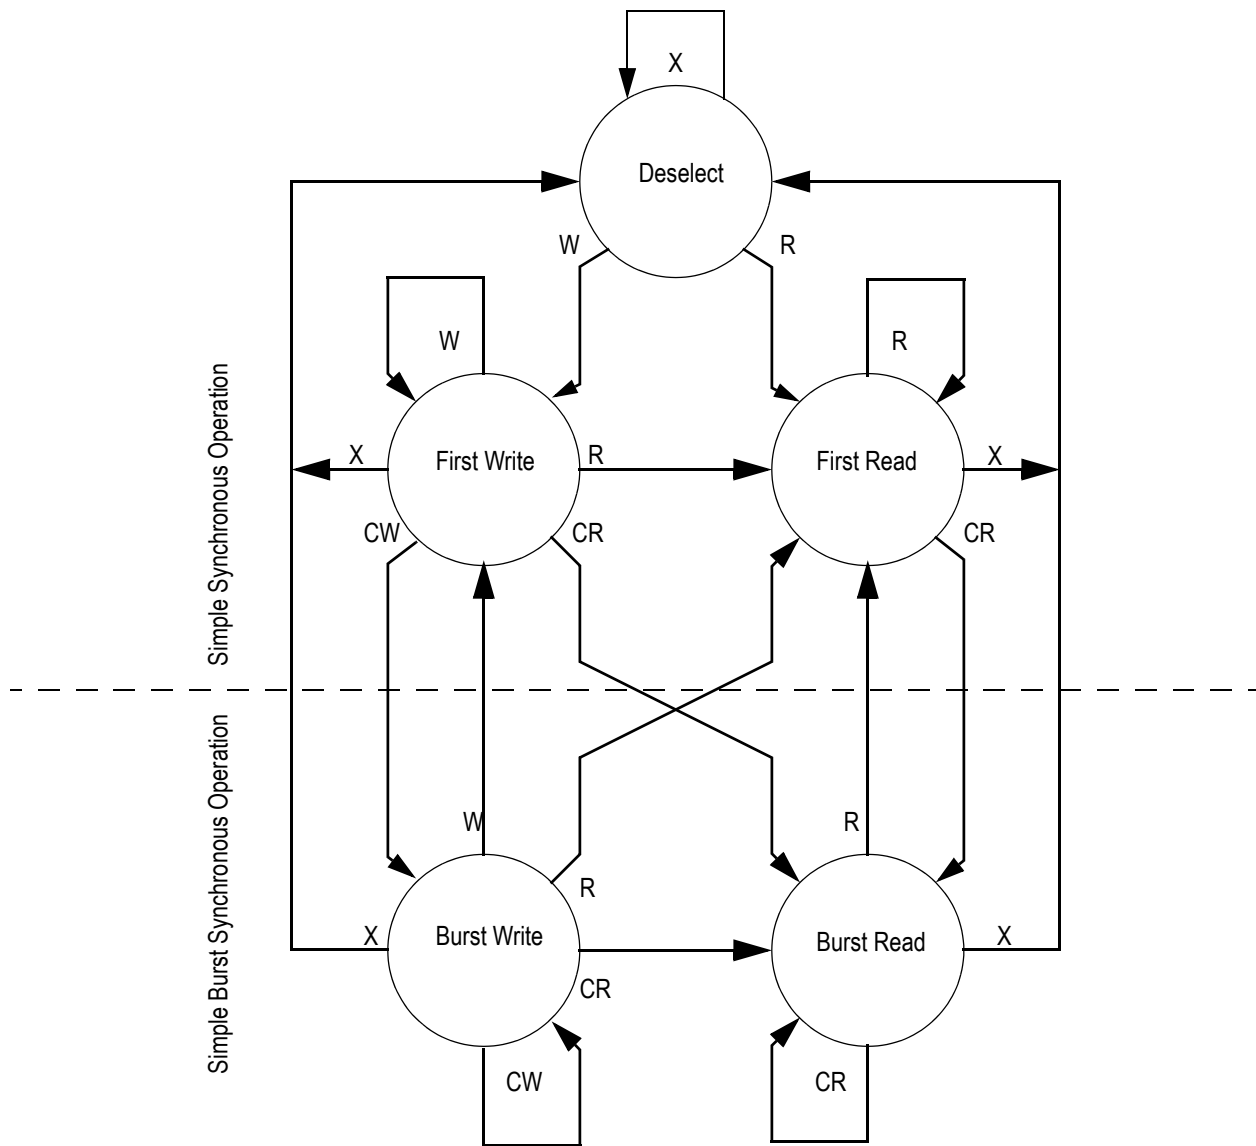 X
Deselect
W
R
W
R
Simple Synchronous Operation
X
First Write
R
First Read
X
CW
CR
CR
Simple Burst Synchronous Operation
W
R
R
X
Burst Write
Burst Read
X
CR
CW
CR